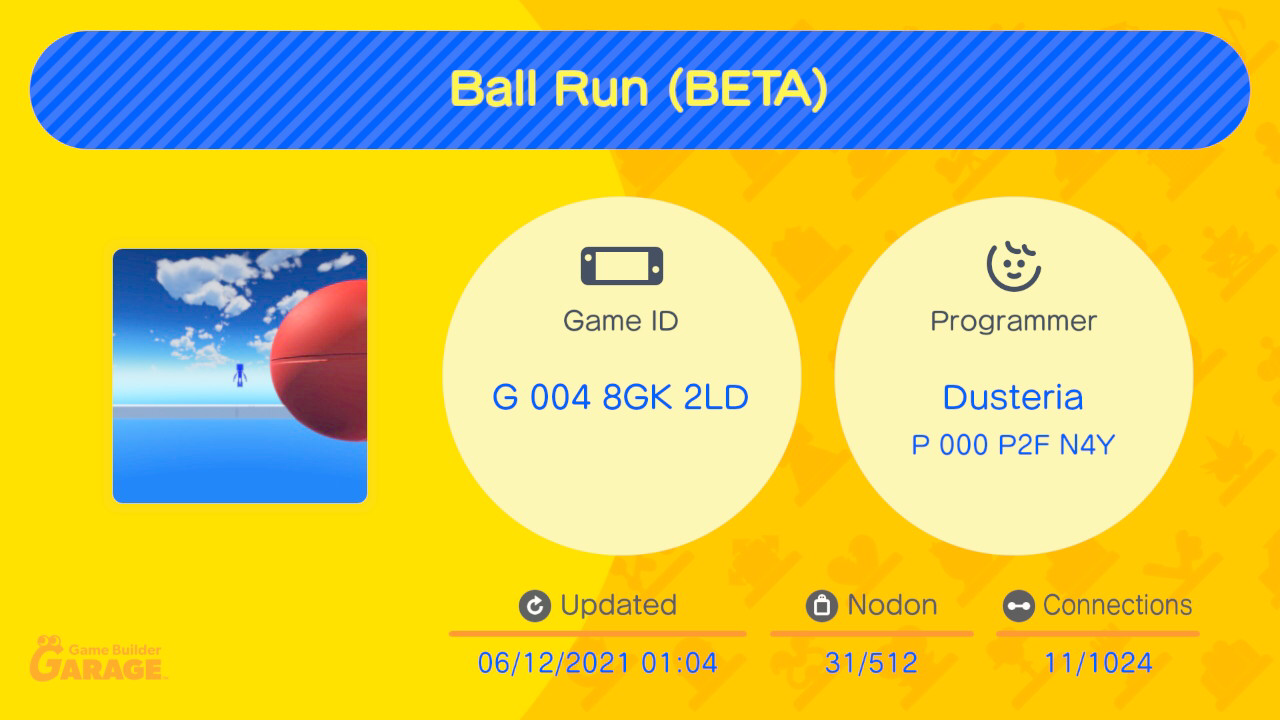 Ball Run (BETA)
Game ID
G 004 8GK 2LD
Programmer
Dusteria
P 000 P2F N4Y
Updated
06/12/2021 01:04
Nodon
31/512
Connections
11/1024
Game Builder
GARAGE™